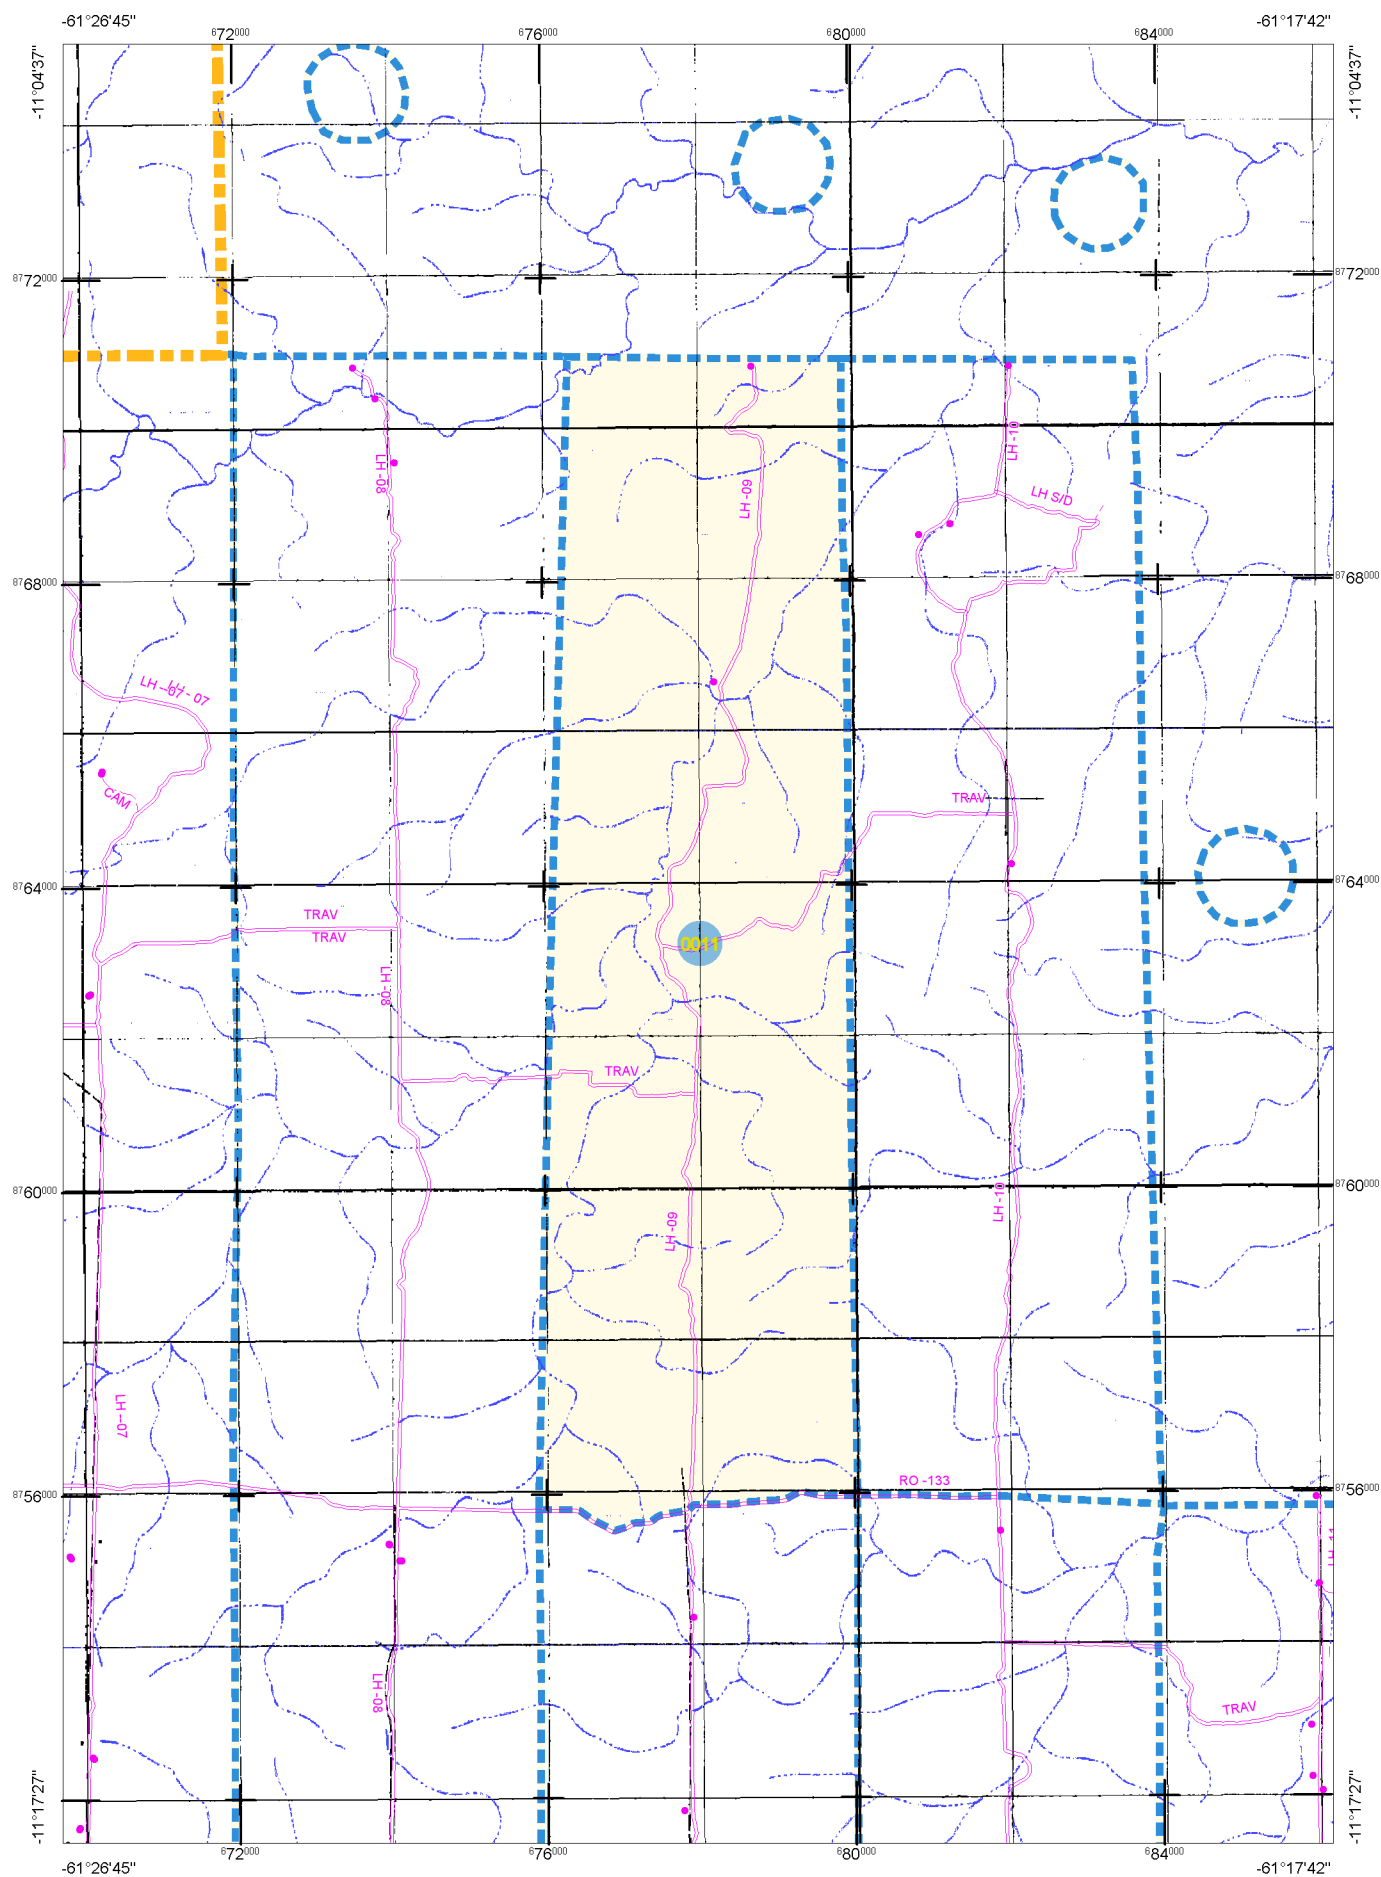 -61°26'45" -61°17'42"
672000 676000 680000 684000
-11°04'37" -11°04'37"
8772000 8772000
LH -10
LH -08
LH -09
LH S/D
8768000 8768000
LH - 07
CAM
TRAV
8764000 8764000
TRAV
TRAV
0011
LH -08
TRAV
8760000 8760000
LH -10
LH -09
LH -07
RO -133
8756000 8756000
LH -08
TRAV
-11°17'27" -11°17'27"
672000 676000 680000 684000
-61°26'45" -61°17'42"